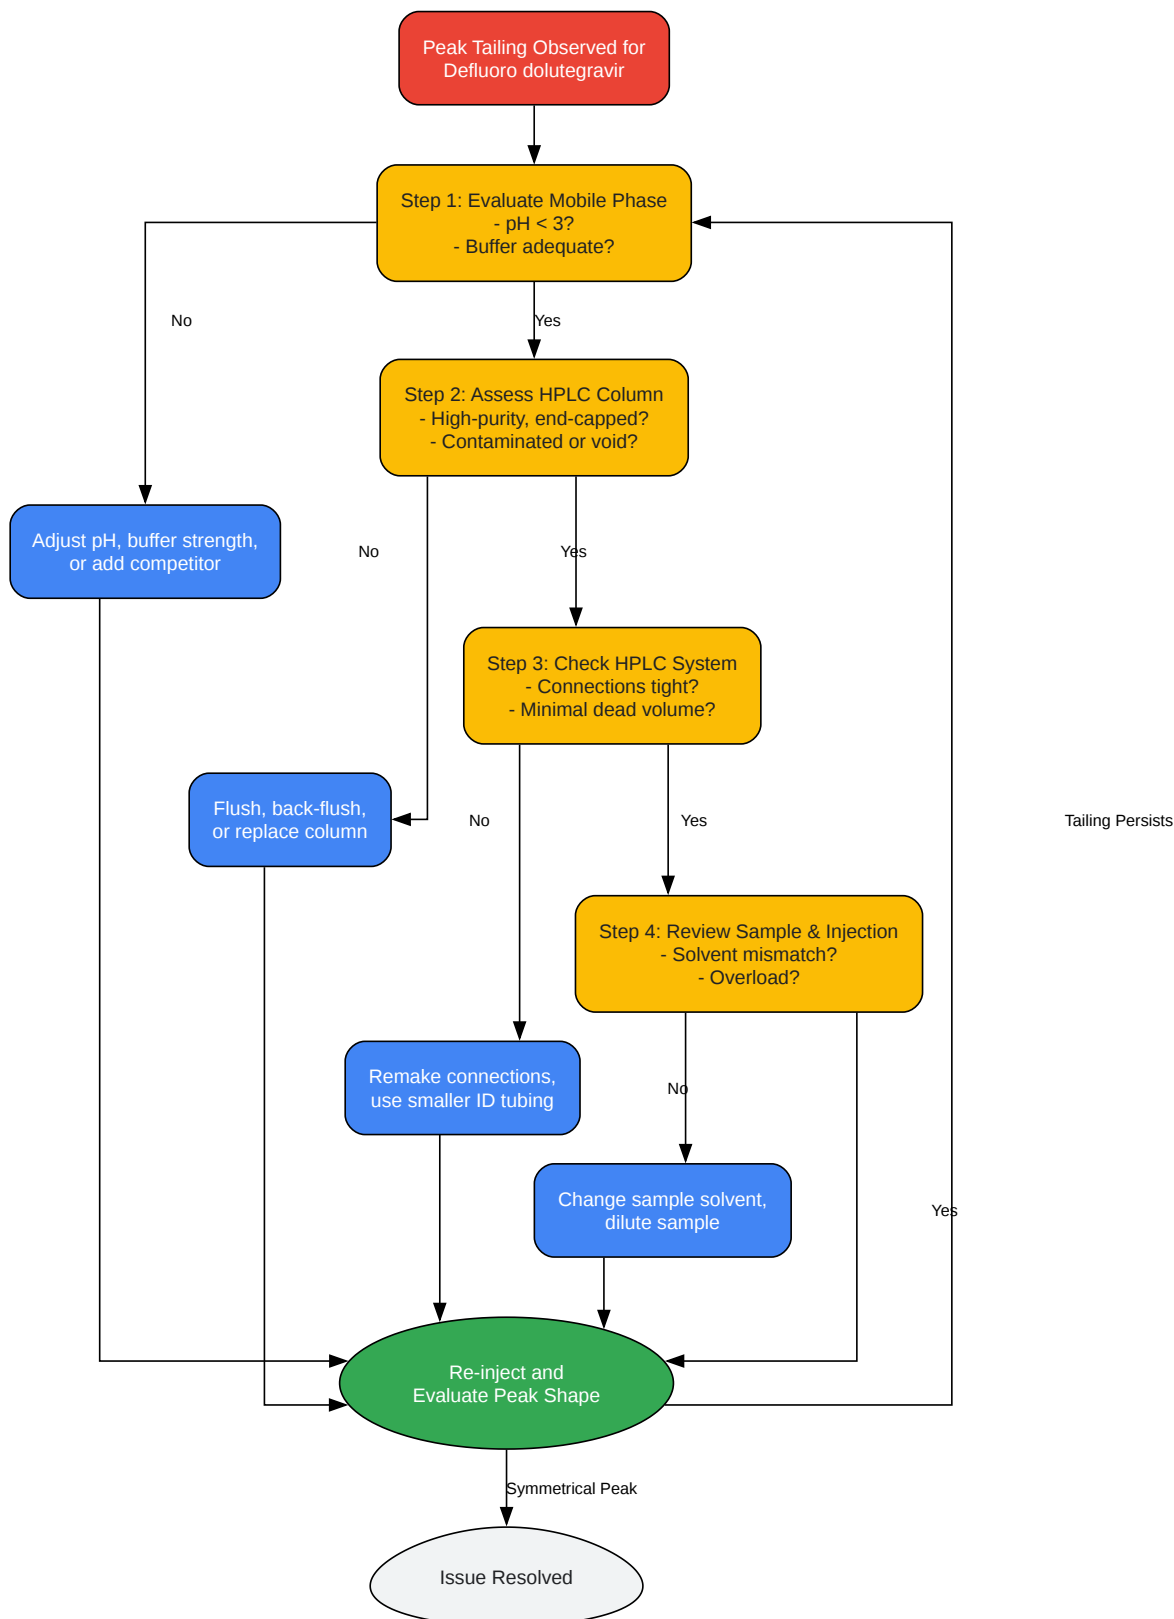 Peak Tailing Observed for
Defluoro dolutegravir
Step 1: Evaluate Mobile Phase
- pH < 3?
- Buffer adequate?
No
Yes
Step 2: Assess HPLC Column
- High-purity, end-capped?
- Contaminated or void?
Adjust pH, buffer strength,
or add competitor
No
Yes
Step 3: Check HPLC System
- Connections tight?
- Minimal dead volume?
Flush, back-flush,
or replace column
No
Yes
Tailing Persists
Step 4: Review Sample & Injection
- Solvent mismatch?
- Overload?
Remake connections,
use smaller ID tubing
No
Change sample solvent,
dilute sample
Yes
Re-inject and
Evaluate Peak Shape
Symmetrical Peak
Issue Resolved